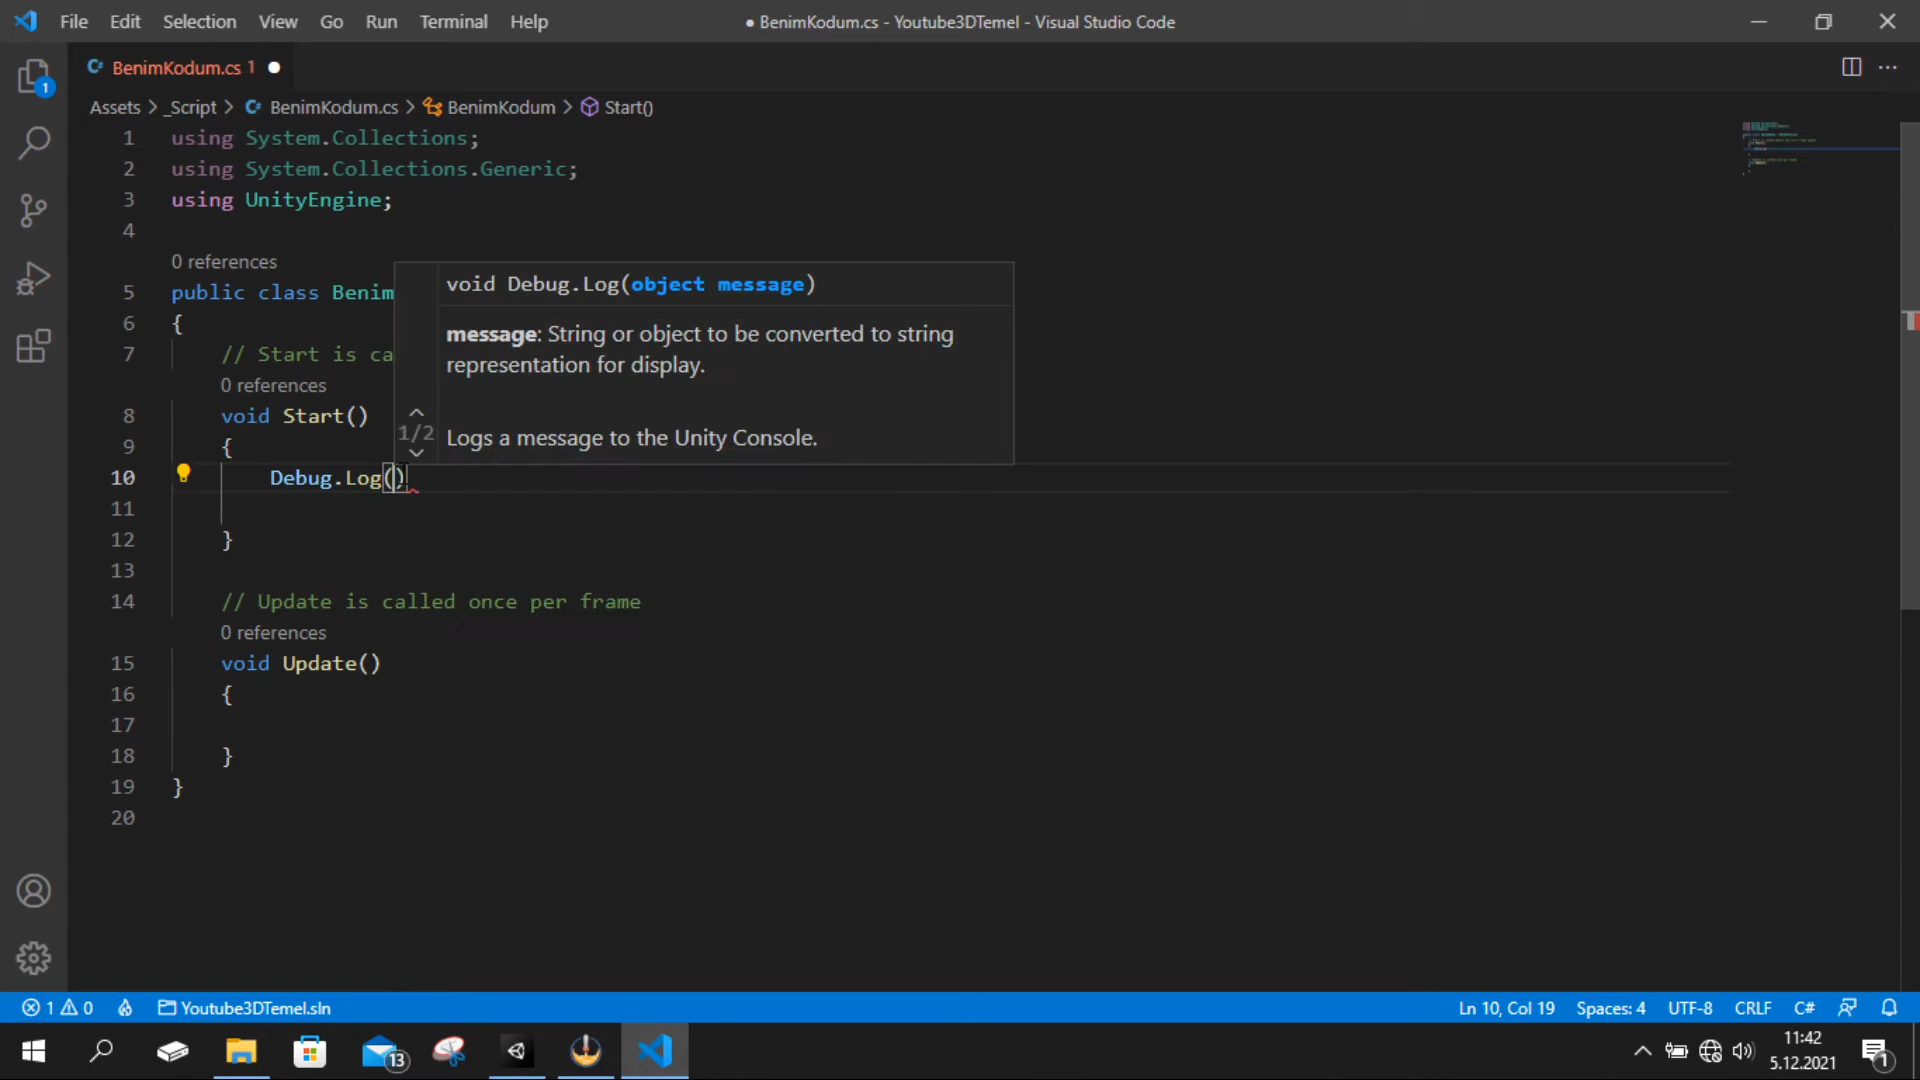 File Edit Selection View Go Run Terminal Help
● BenimKodum.cs - Youtube3DTemel - Visual Studio Code
1
BenimKodum.cs 1
Assets > _Script > BenimKodum.cs > BenimKodum > Start()
1 using System.Collections;
2 using System.Collections.Generic;
3 using UnityEngine;
4
0 references
5 public class Benim
6 {
7 // Start is ca
0 references
8 void Start()
9 {
10 Debug.Log()
11
12 }
13
14 // Update is called once per frame
0 references
15 void Update()
16 {
17
18 }
19 }
20
void Debug.Log(object message)
message: String or object to be converted to string
representation for display.
1/2
Logs a message to the Unity Console.
1 0 Youtube3DTemel.sln
Ln 10, Col 19 Spaces: 4 UTF-8 CRLF C#
13
11:42
5.12.2021
1